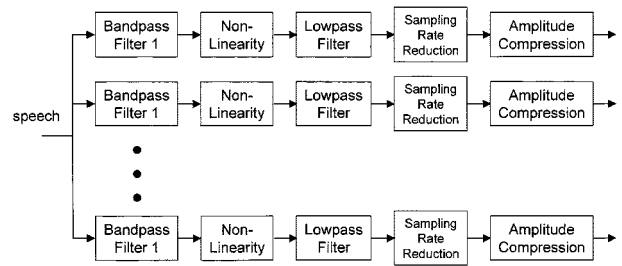 Bandpass Filter 1
Non-Linearity
Lowpass Filter
Sampling Rate Reduction
Amplitude Compression
Bandpass Filter 1
Non-Linearity
Lowpass Filter
Sampling Rate Reduction
Amplitude Compression
speech
Bandpass Filter 1
Non-Linearity
Lowpass Filter
Sampling Rate Reduction
Amplitude Compression